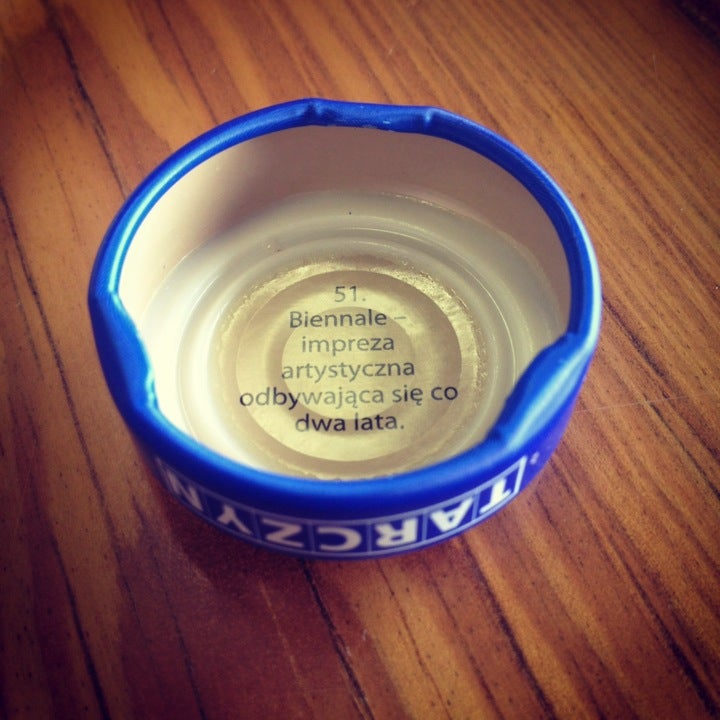 51.
Biennale –
impreza
artystyczna
odbywająca się co
dwa lata.
TARCZYN